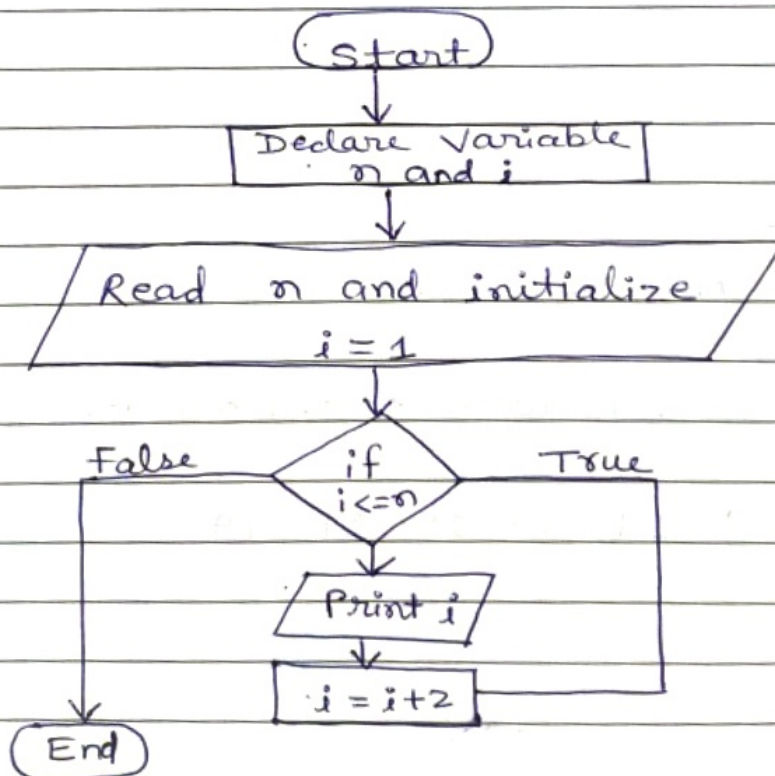 Start
Declare Variable
n and i
Read n and initialize
i = 1
False
if
i<=n
True
Print i
i = i+2
End